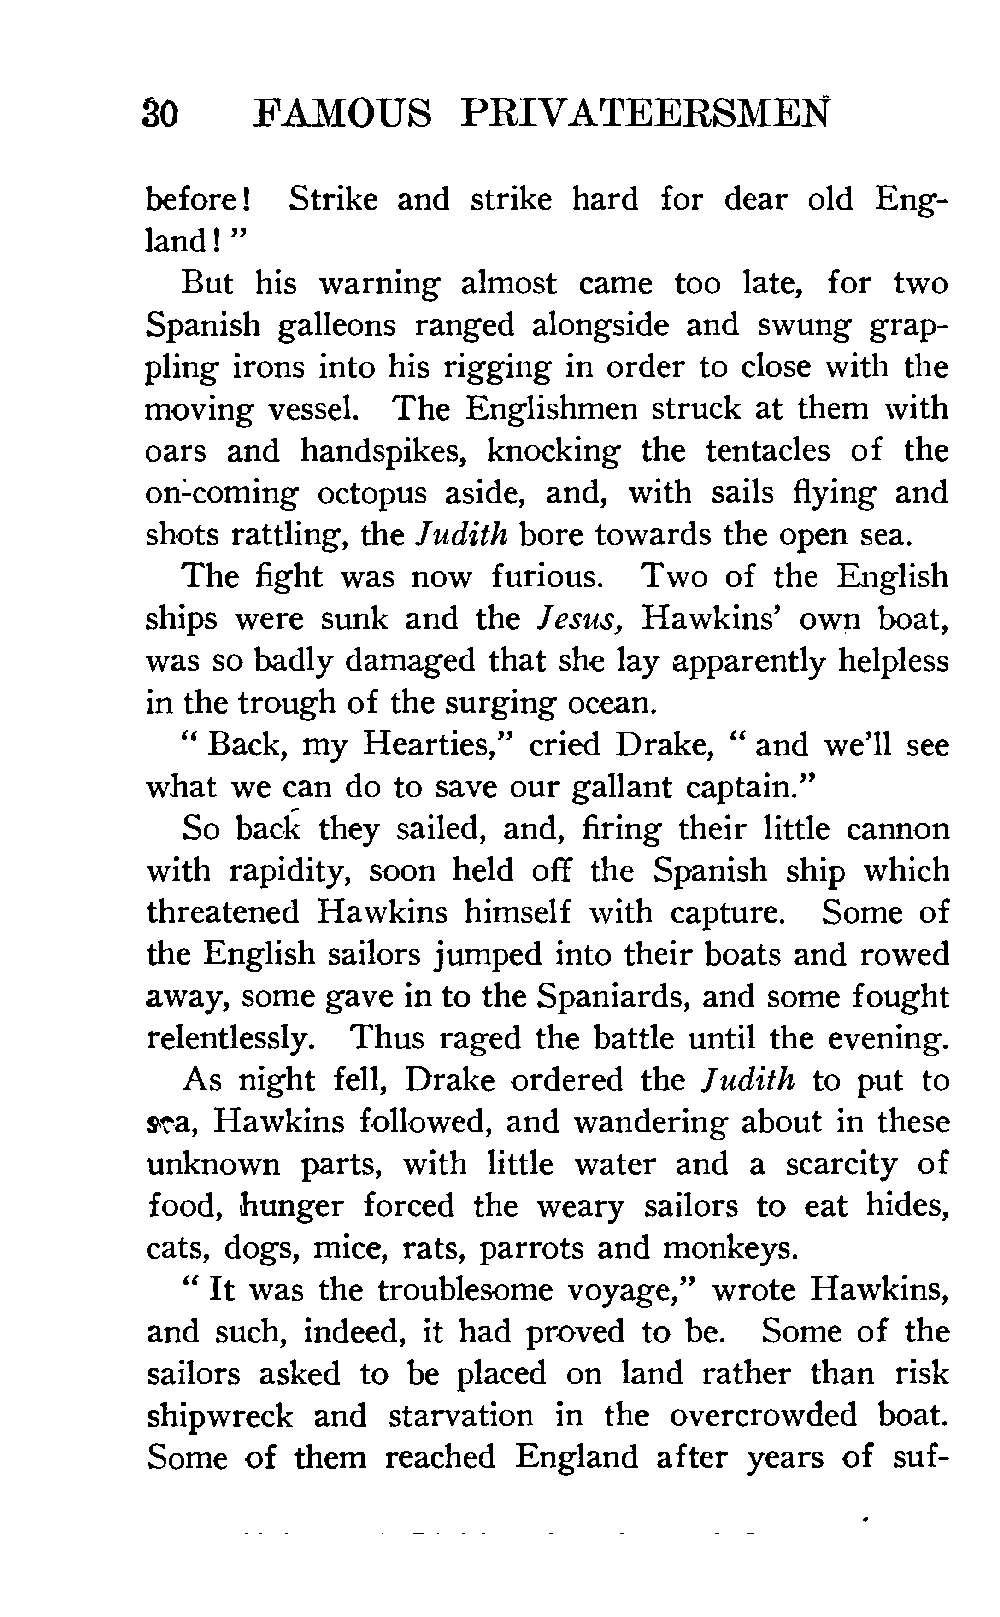 30 FAMOUS PRIVATEERSMEN
before! Strike and strike hard for dear old Eng-
land!”
But his warning almost came too late, for two
Spanish galleons ranged alongside and swung grap-
pling irons into his rigging in order to close with the
moving vessel. The Englishmen struck at them with
oars and handspikes, knocking the tentacles of the
on-coming octopus aside, and, with sails flying and
shots rattling, the Judith bore towards the open sea.
The fight was now furious. Two of the English
ships were sunk and the Jesus, Hawkins’ own boat,
was so badly damaged that she lay apparently helpless
in the trough of the surging ocean.
“Back, my Hearties,” cried Drake, “and we’ll see
what we can do to save our gallant captain.”
So back they sailed, and, firing their little cannon
with rapidity, soon held off the Spanish ship which
threatened Hawkins himself with capture. Some of
the English sailors jumped into their boats and rowed
away, some gave in to the Spaniards, and some fought
relentlessly. Thus raged the battle until the evening.
As night fell, Drake ordered the Judith to put to
sea, Hawkins followed, and wandering about in these
unknown parts, with little water and a scarcity of
food, hunger forced the weary sailors to eat hides,
cats, dogs, mice, rats, parrots and monkeys.
“It was the troublesome voyage,” wrote Hawkins,
and such, indeed, it had proved to be. Some of the
sailors asked to be placed on land rather than risk
shipwreck and starvation in the overcrowded boat.
Some of them reached England after years of suf-